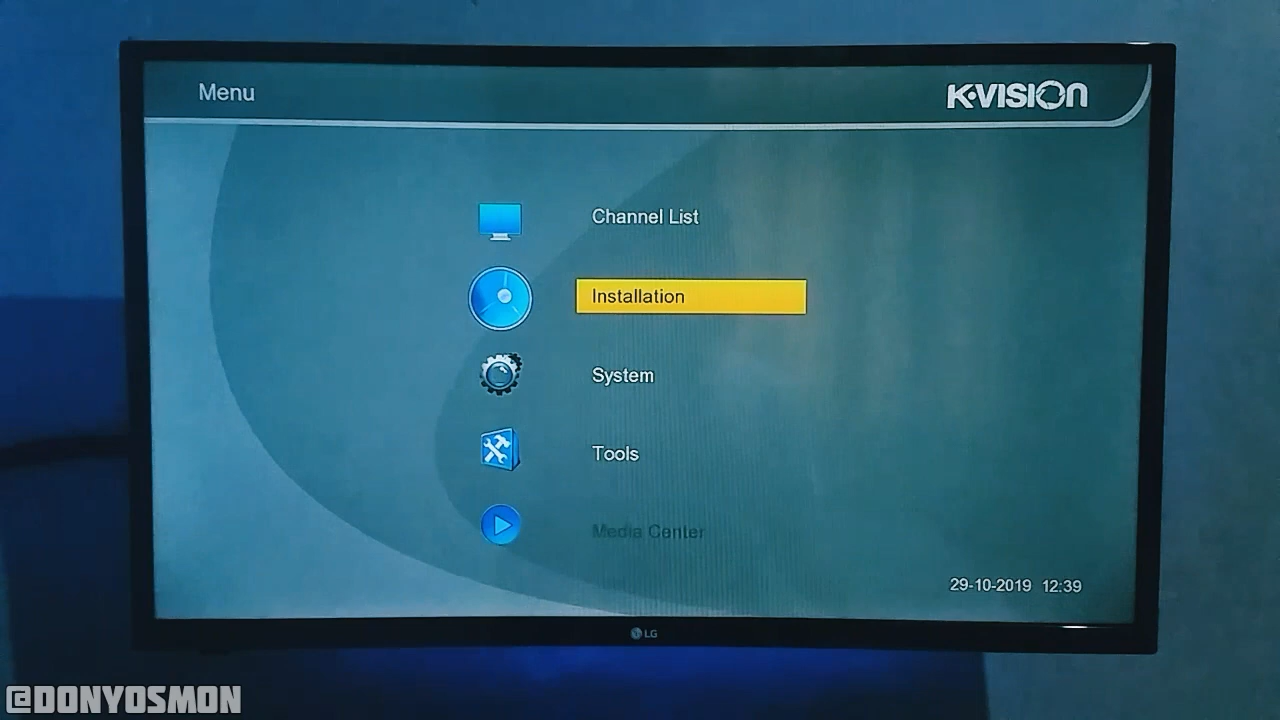 Menu
K-VISION
Channel List
Installation
System
Tools
Media Center
29-10-2019 12:39
LG
@DONYOSMON